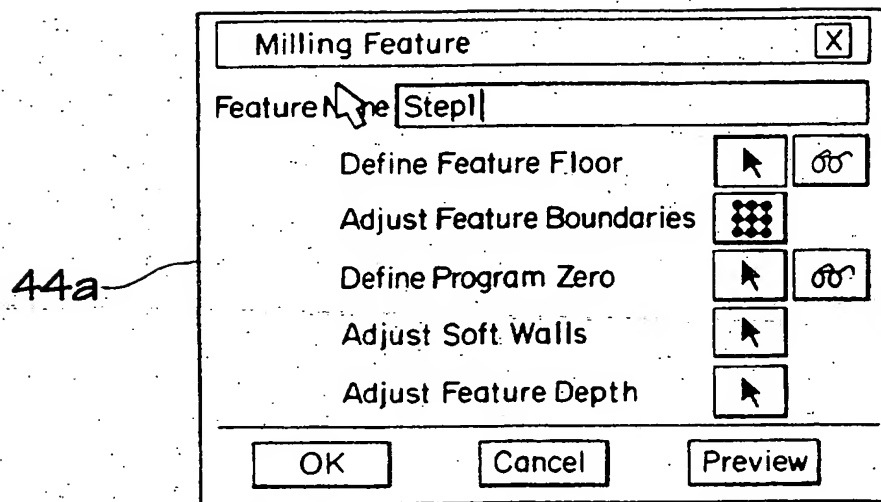 Milling Feature X
Feature Name Step1
Define Feature Floor
Adjust Feature Boundaries
44a
Define Program Zero
Adjust Soft Walls
Adjust Feature Depth
OK Cancel Preview